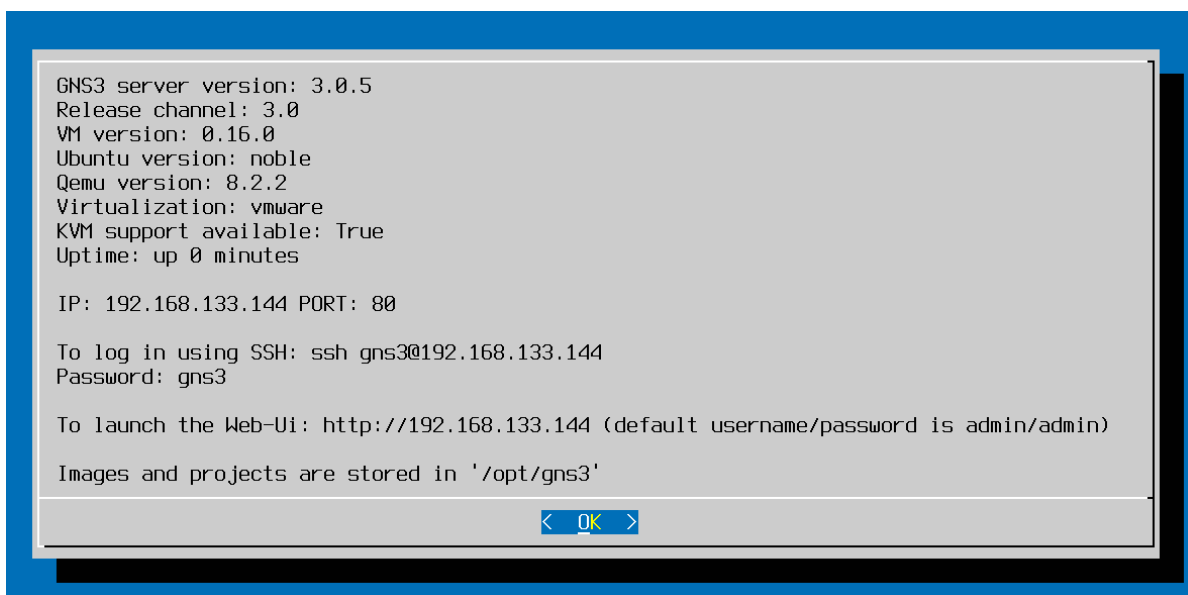 GNS3 server version: 3.0.5
Release channel: 3.0
VM version: 0.16.0
Ubuntu version: noble
Qemu version: 8.2.2
Virtualization: vmware
KVM support available: True
Uptime: up 0 minutes
IP: 192.168.133.144 PORT: 80
To log in using SSH: ssh gns3@192.168.133.144
Password: gns3
To launch the Web-Ui: http://192.168.133.144 (default username/password is admin/admin)
Images and projects are stored in '/opt/gns3'
< OK >